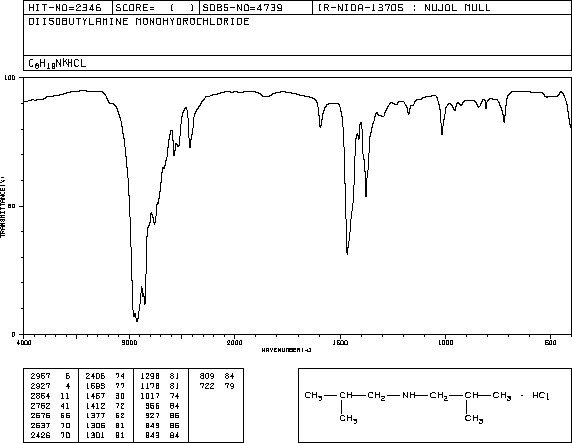 HIT-NO=2346 SCORE= ( ) SDBS-NO=4739 IR-NIDA-13705 : NUJOL MULL
DIISOBUTYLAMINE MONOHYDROCHLORIDE
C8H19N·HCL
100
50
0
TRANSMITTANCE(%)
4000 3000 2000 1500 1000 500
WAVENUMBER(-1)
2957 6 2406 74 1298 81 809 84
2927 4 1593 77 1178 81 722 79
2854 11 1467 30 1017 74
2762 41 1412 72 966 84
2676 66 1377 52 927 86
2637 70 1306 81 849 86
2426 70 1301 81 843 84
CH3 CH CH2 NH CH2 CH CH3 · HCl
CH3 CH3